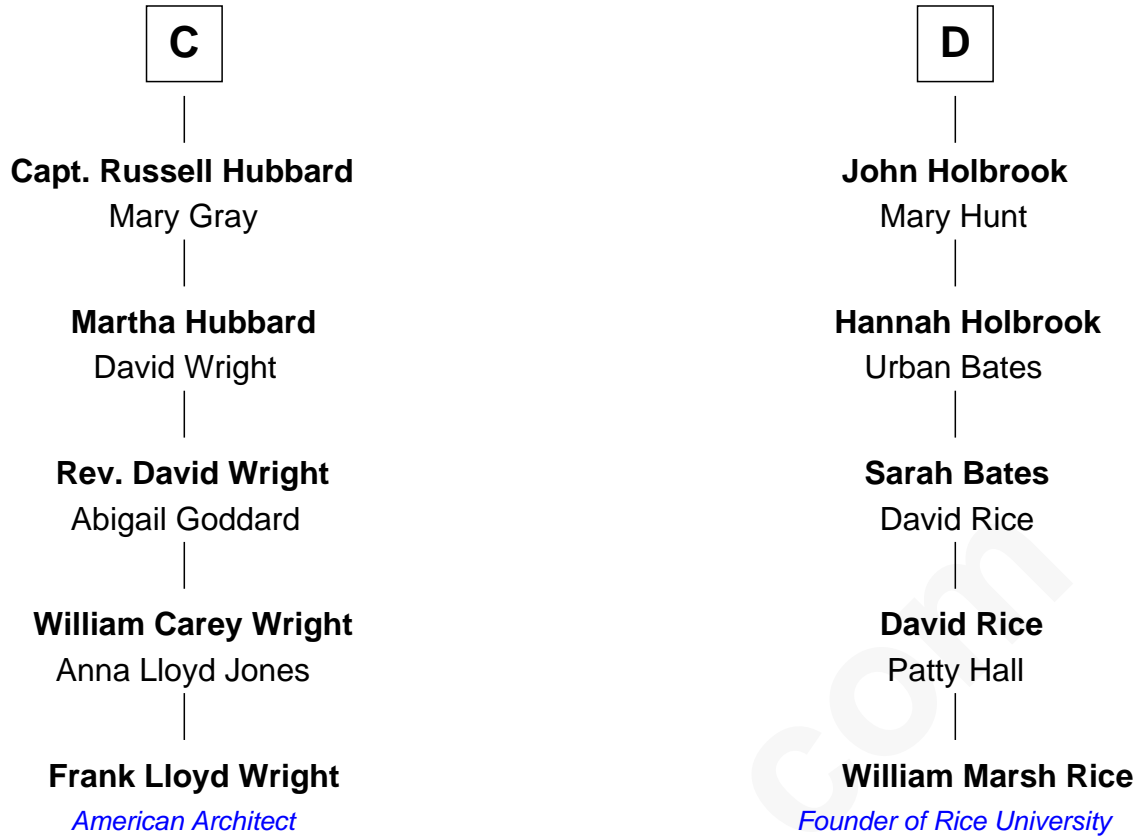 C
Capt. Russell Hubbard
Mary Gray
Martha Hubbard
David Wright
Rev. David Wright
Abigail Goddard
William Carey Wright
Anna Lloyd Jones
Frank Lloyd Wright
American Architect
D
John Holbrook
Mary Hunt
Hannah Holbrook
Urban Bates
Sarah Bates
David Rice
David Rice
Patty Hall
William Marsh Rice
Founder of Rice University
com